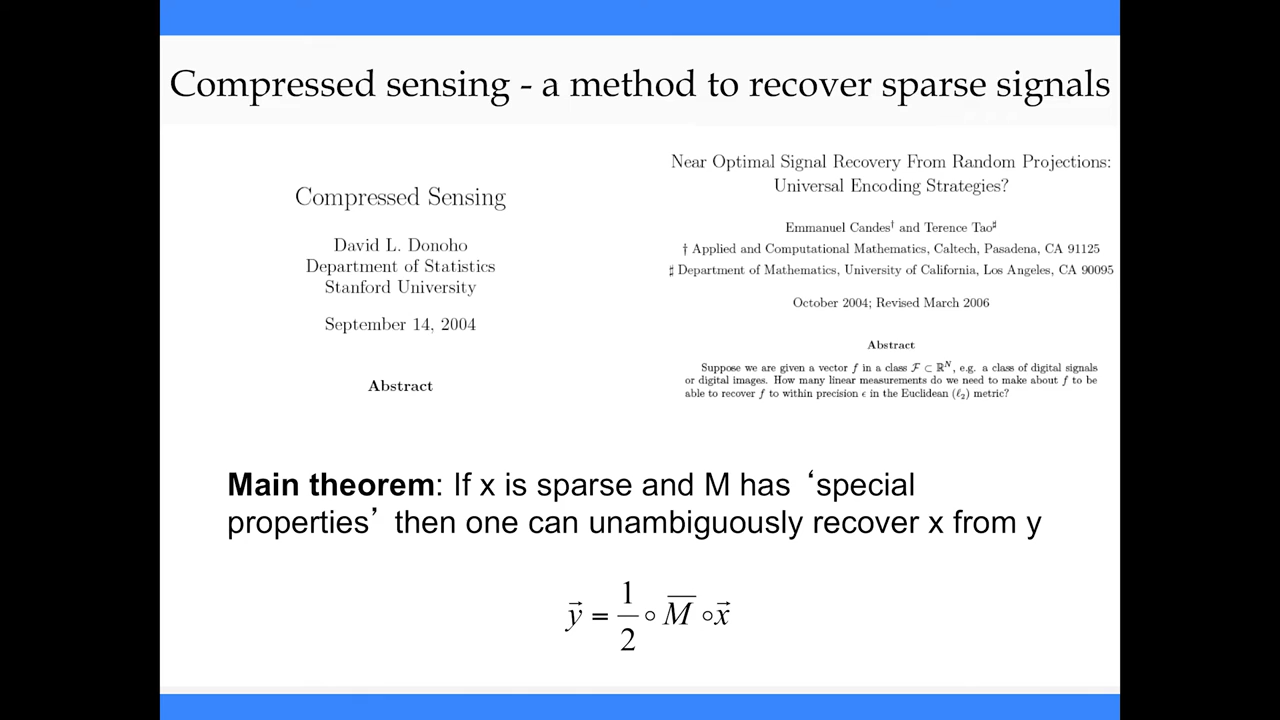 Compressed sensing - a method to recover sparse signals
Compressed Sensing
David L. Donoho
Department of Statistics
Stanford University
September 14, 2004
Abstract
Near Optimal Signal Recovery From Random Projections:
Universal Encoding Strategies?
Emmanuel Candes† and Terence Tao♯
† Applied and Computational Mathematics, Caltech, Pasadena, CA 91125
♯ Department of Mathematics, University of California, Los Angeles, CA 90095
October 2004; Revised March 2006
Abstract
Suppose we are given a vector f in a class ℱ ⊂ ℝᴺ, e.g. a class of digital signals
or digital images. How many linear measurements do we need to make about f to be
able to recover f to within precision ϵ in the Euclidean (ℓ₂) metric?
Main theorem: If x is sparse and M has ‘special
properties’ then one can unambiguously recover x from y
y⃗ = 1/2 ∘ M̅ ∘ x⃗